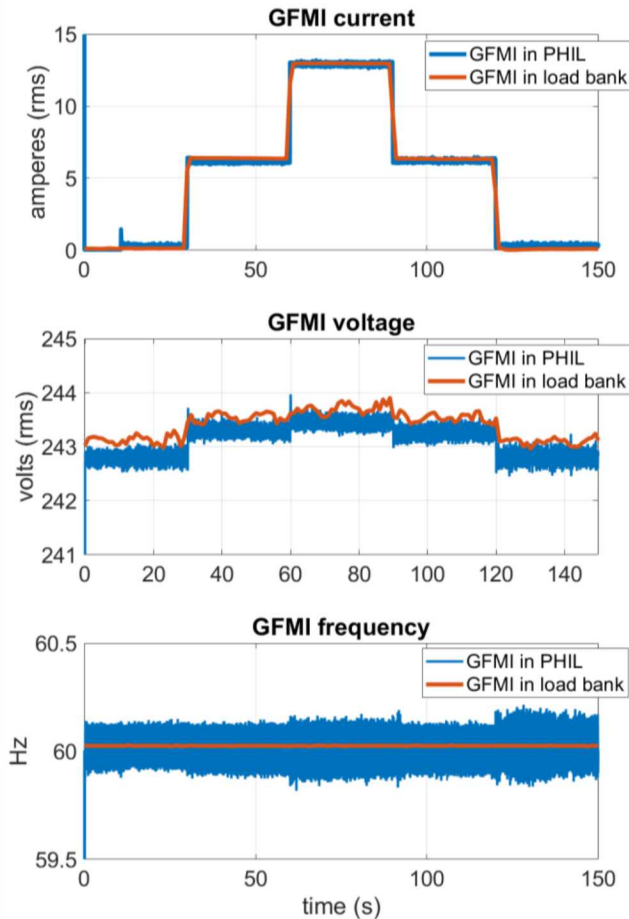 GFMI current
15
10
5
0
amperes (rms)
GFMI in PHIL
GFMI in load bank
0
50
100
150
GFMI voltage
245
244
243
242
241
volts (rms)
GFMI in PHIL
GFMI in load bank
0
20
40
60
80
100
120
140
GFMI frequency
60.5
60
59.5
Hz
GFMI in PHIL
GFMI in load bank
0
50
100
150
time (s)